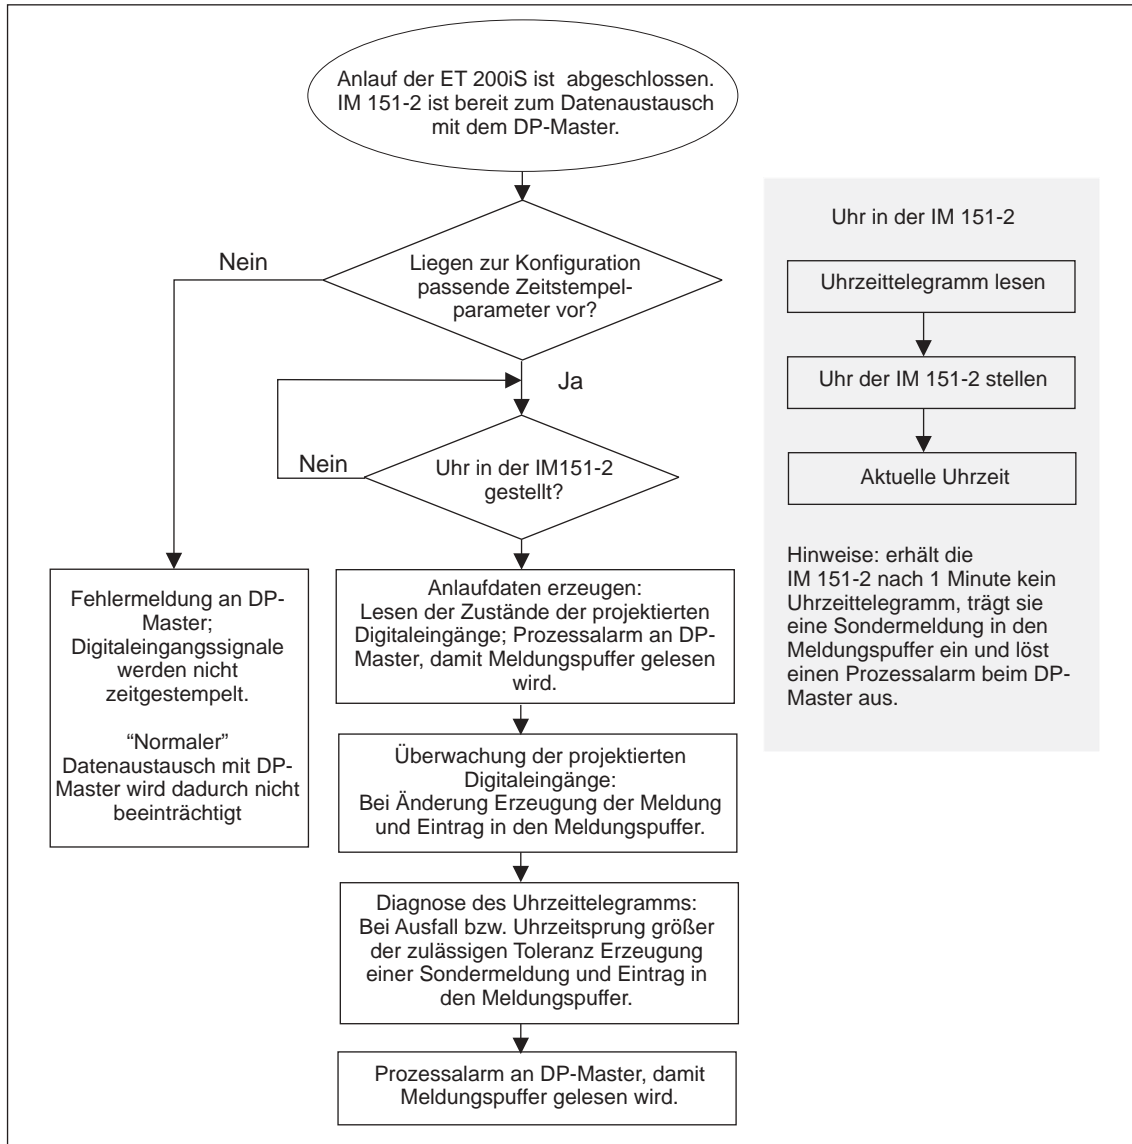 Anlauf der ET 200iS ist abgeschlossen.
IM 151-2 ist bereit zum Datenaustausch
mit dem DP-Master.
Nein
Liegen zur Konfiguration
passende Zeitstempel-
parameter vor?
Ja
Nein
Uhr in der IM151-2
gestellt?
Fehlermeldung an DP-
Master;
Digitaleingangssignale
werden nicht
zeitgestempelt.
“Normaler”
Datenaustausch mit DP-
Master wird dadurch nicht
beeinträchtigt
Anlaufdaten erzeugen:
Lesen der Zustände der projektierten
Digitaleingänge; Prozessalarm an DP-
Master, damit Meldungspuffer gelesen
wird.
Überwachung der projektierten
Digitaleingänge:
Bei Änderung Erzeugung der Meldung
und Eintrag in den Meldungspuffer.
Diagnose des Uhrzeittelegramms:
Bei Ausfall bzw. Uhrzeitsprung größer
der zulässigen Toleranz Erzeugung
einer Sondermeldung und Eintrag in
den Meldungspuffer.
Prozessalarm an DP-Master, damit
Meldungspuffer gelesen wird.
Uhr in der IM 151-2
Uhrzeittelegramm lesen
Uhr der IM 151-2 stellen
Aktuelle Uhrzeit
Hinweise: erhält die
IM 151-2 nach 1 Minute kein
Uhrzeittelegramm, trägt sie
eine Sondermeldung in den
Meldungspuffer ein und löst
einen Prozessalarm beim DP-
Master aus.